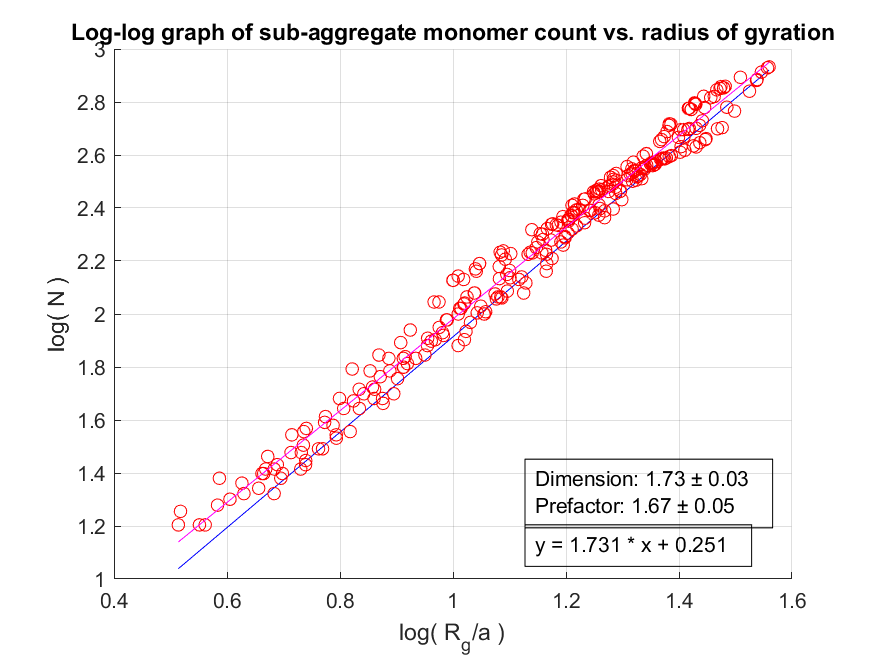 Log-log graph of sub-aggregate monomer count vs. radius of gyration
3
2.8
2.6
2.4
2.2
2
1.8
1.6
1.4
1.2
1
log( N )
Dimension: 1.73 ± 0.03
Prefactor: 1.67 ± 0.05
y = 1.731 * x + 0.251
0.4 0.6 0.8 1 1.2 1.4 1.6
log( R_g/a )